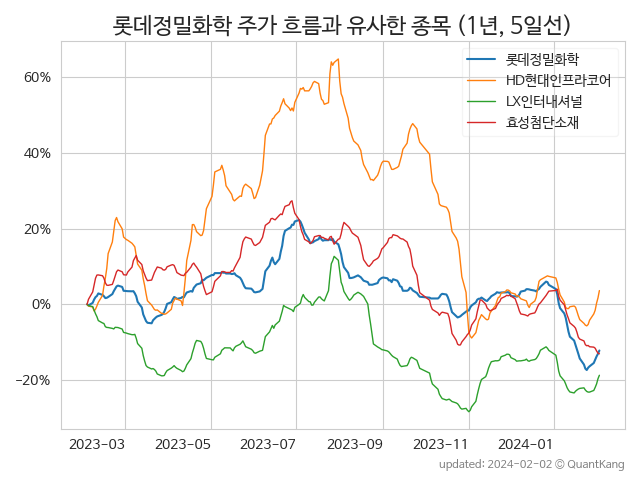 롯데정밀화학 주가 흐름과 유사한 종목 (1년, 5일선)
롯데정밀화학
HD현대인프라코어
LX인터내셔널
효성첨단소재
60%
40%
20%
0%
−20%
2023-03
2023-05
2023-07
2023-09
2023-11
2024-01
updated: 2024-02-02 © QuantKang